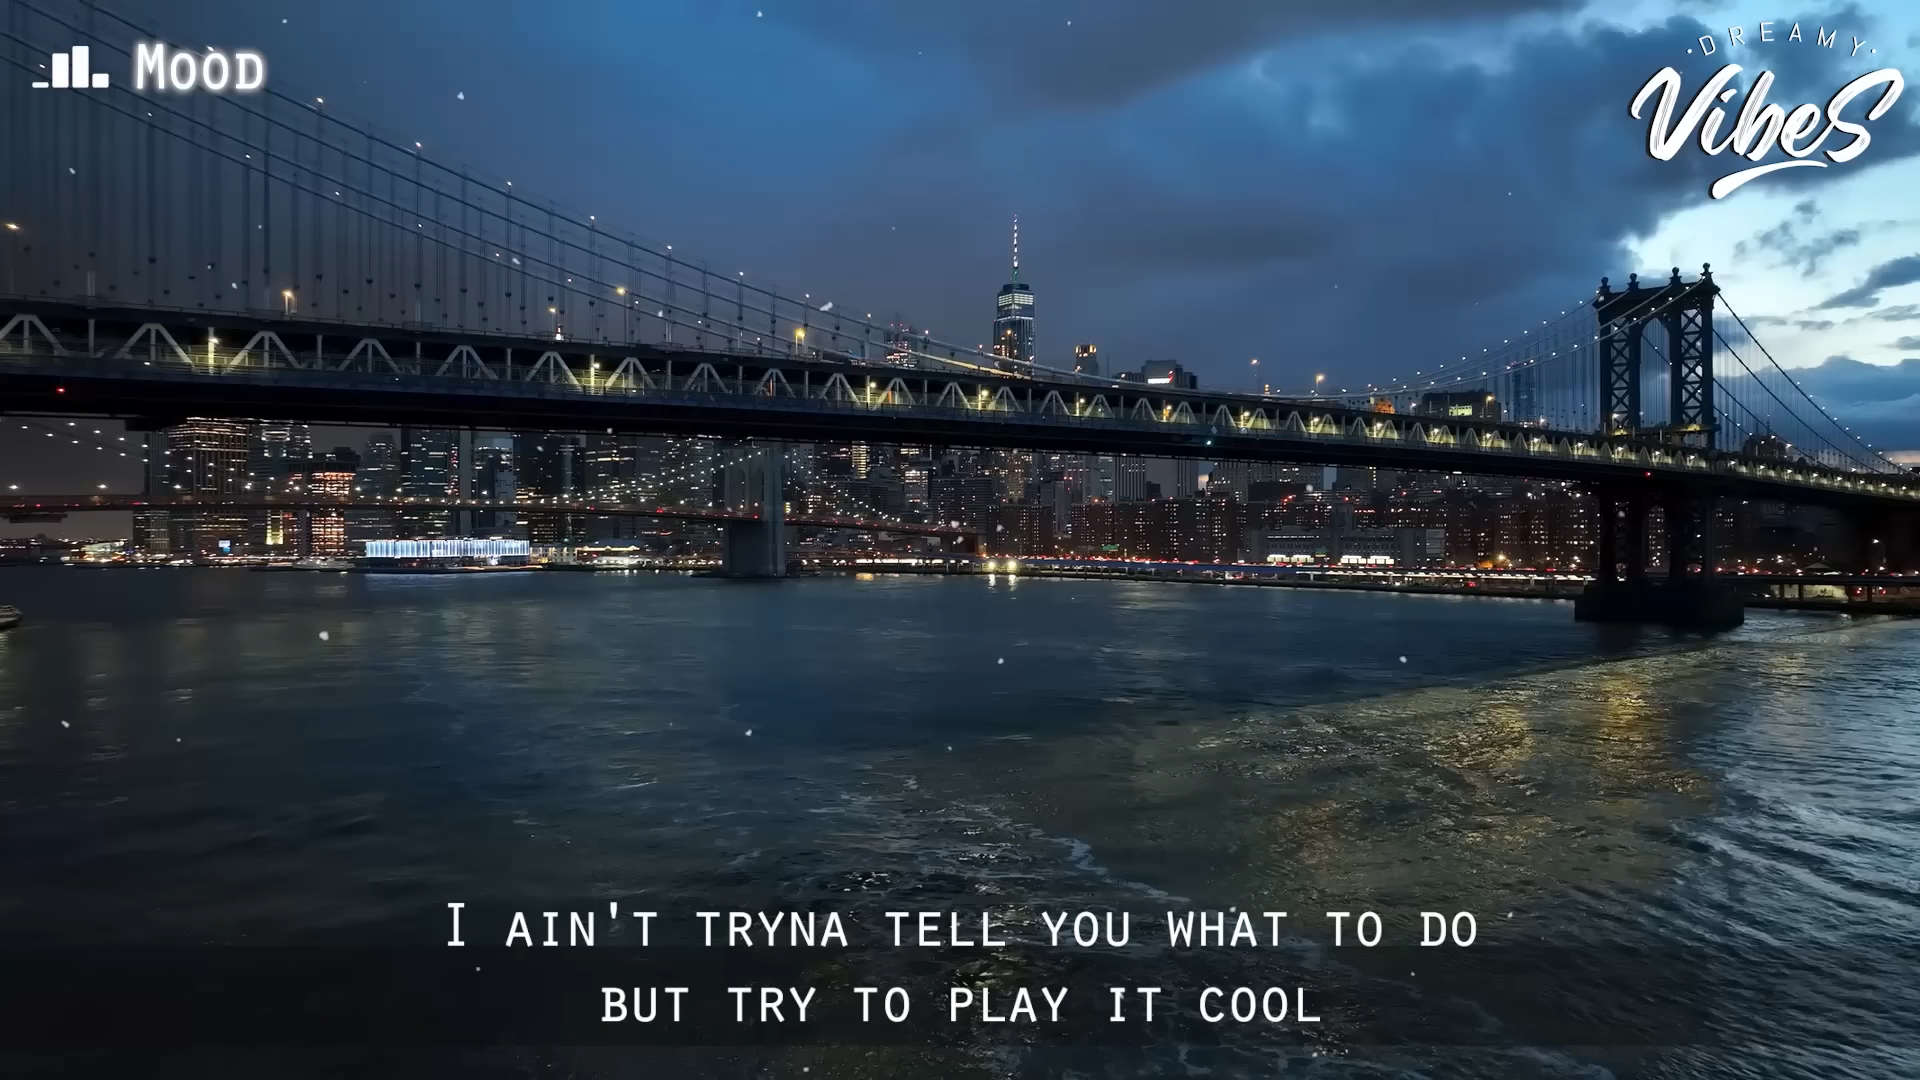 Mood
DREAMY
Vibes
I AIN'T TRYNA TELL YOU WHAT TO DO
BUT TRY TO PLAY IT COOL